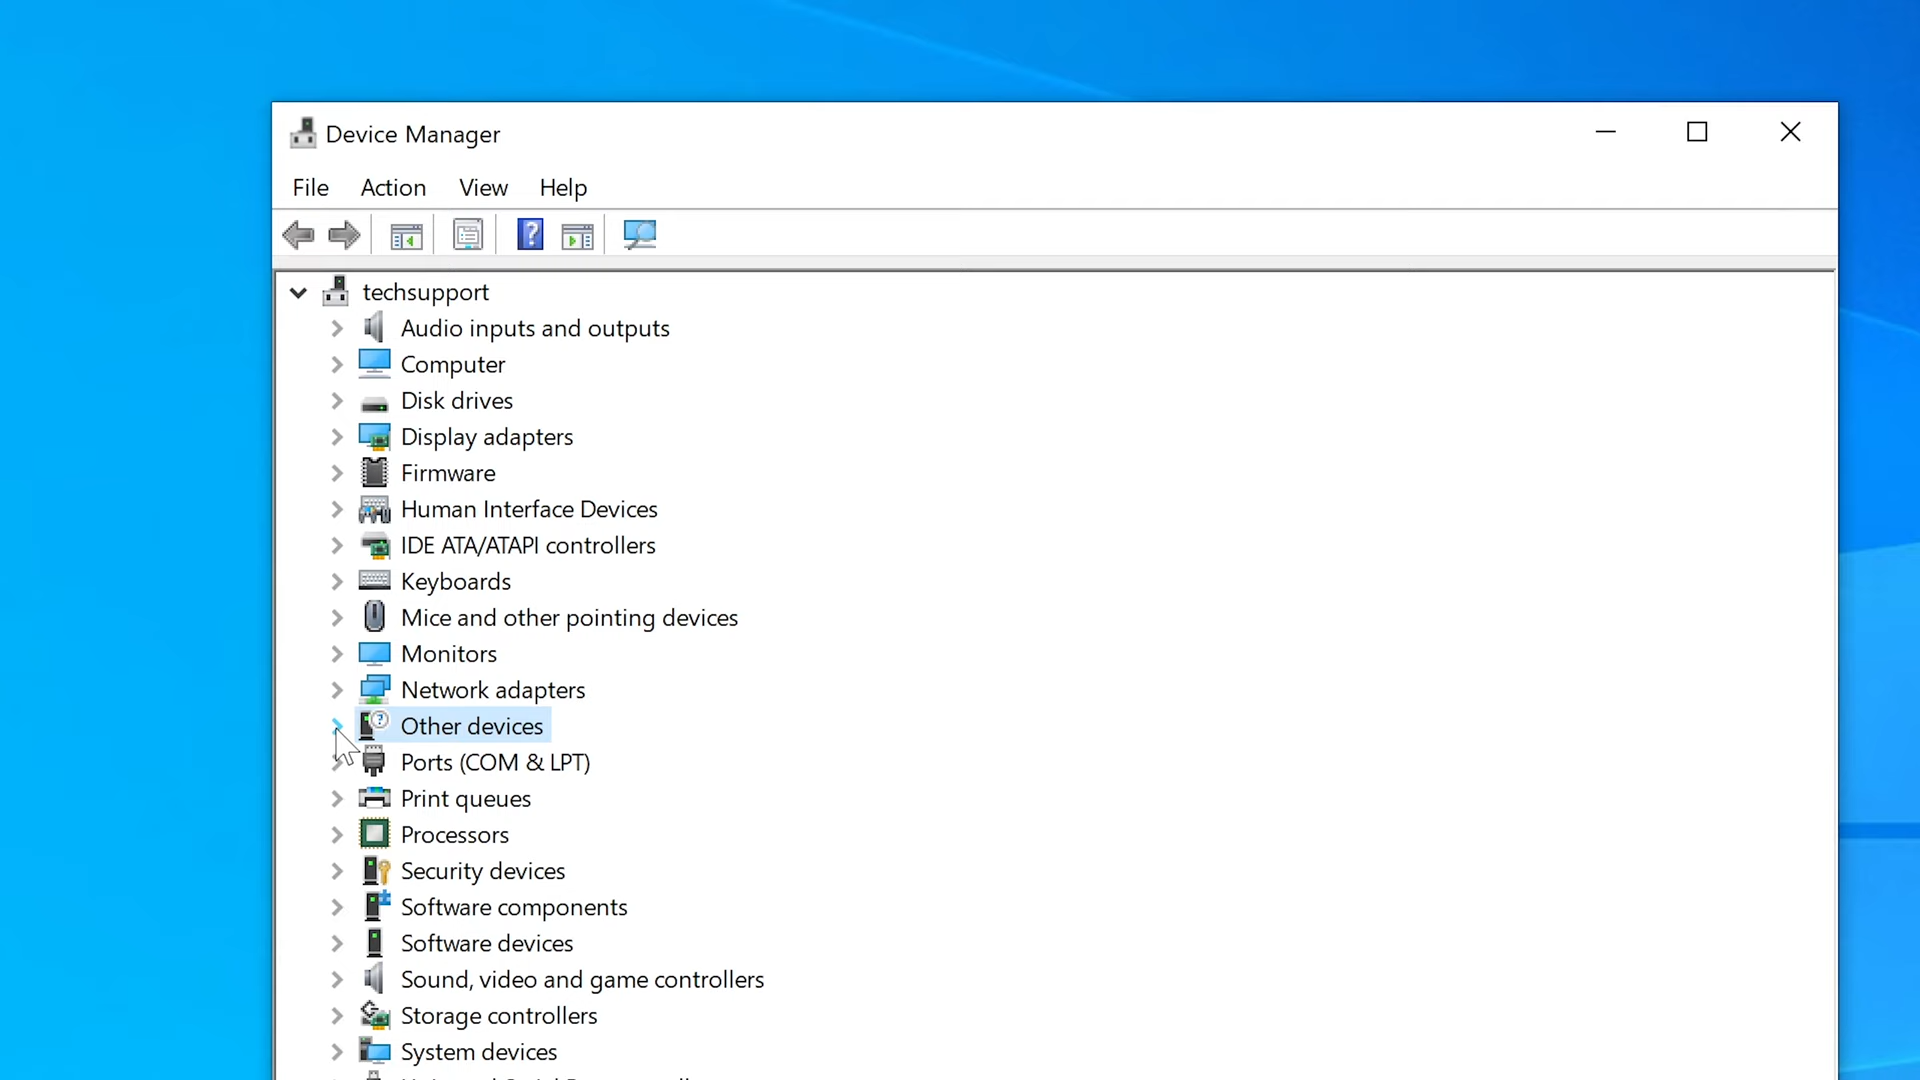 Device Manager
File Action View Help
techsupport
Audio inputs and outputs
Computer
Disk drives
Display adapters
Firmware
Human Interface Devices
IDE ATA/ATAPI controllers
Keyboards
Mice and other pointing devices
Monitors
Network adapters
Other devices
Ports (COM & LPT)
Print queues
Processors
Security devices
Software components
Software devices
Sound, video and game controllers
Storage controllers
System devices